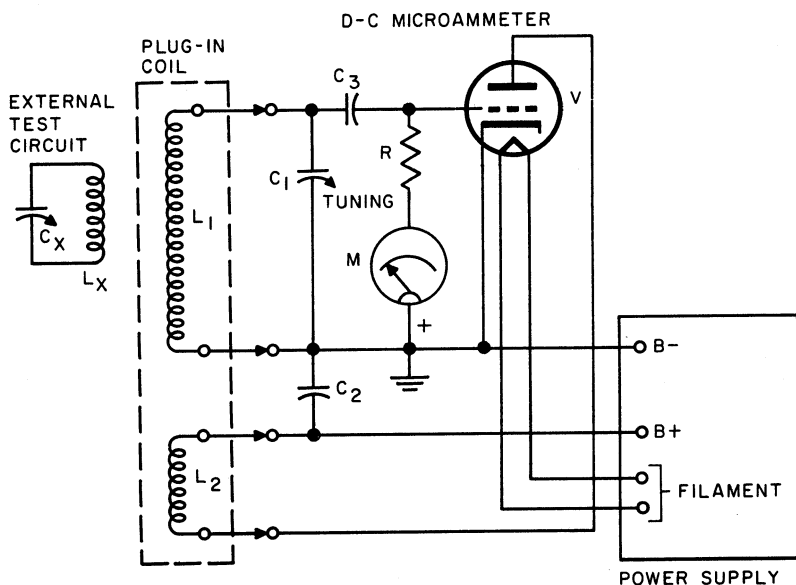 D-C MICROAMMETER
PLUG-IN
COIL
EXTERNAL
TEST
CIRCUIT
C3
V
R
C1
TUNING
L1
CX
LX
M
+
B-
C2
B+
L2
FILAMENT
POWER SUPPLY